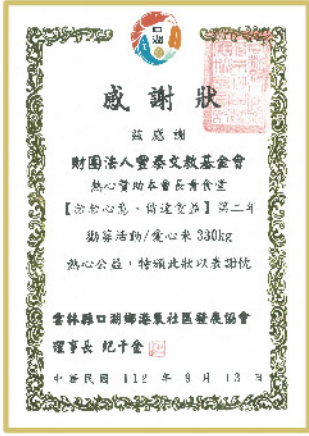 口湖
感謝狀
茲感謝
財團法人豐泰文教基金會
熱心贊助本會長青食堂
心意、傳達愛意】第二年
勸募活動/愛心米330kg
熱心公益,特頒此狀以表謝忱
雲林縣口湖鄉港東社區發展協會
理事長 紀千金
中華民國 112 年 9 月 13 日